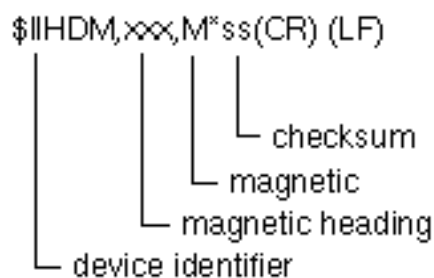 $IIHDM,xxx,M*ss(CR) (LF)
checksum
magnetic
magnetic heading
device identifier